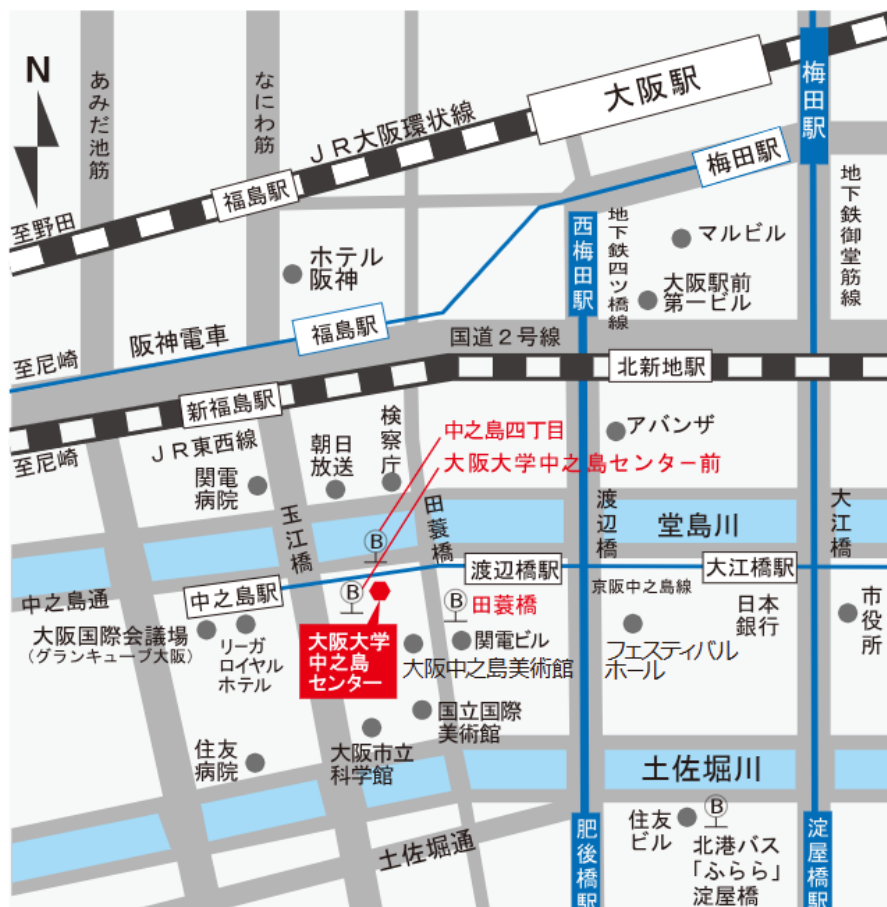 N
あみだ池筋
なにわ筋
JR大阪環状線
大阪駅
梅田駅
梅田駅
福島駅
至野田
ホテル
阪神
西梅田駅
地下鉄四ツ橋線
マルビル
大阪駅前
第一ビル
地下鉄御堂筋線
福島駅
阪神電車
国道2号線
至尼崎
北新地駅
新福島駅
JR東西線
至尼崎
関電
病院
朝日
放送
検察庁
中之島四丁目
大阪大学中之島センター前
アバンザ
玉江橋
田蓑橋
渡辺橋
堂島川
大江橋
B
中之島通
中之島駅
渡辺橋駅
大江橋駅
京阪中之島線
B
B
田蓑橋
日本
銀行
市役所
大阪国際会議場
(グランキューブ大阪)
リーガ
ロイヤル
ホテル
大阪大学
中之島
センター
関電ビル
大阪中之島美術館
フェスティバル
ホール
国立国際
美術館
大阪市立
科学館
住友
病院
土佐堀川
土佐堀通
肥後橋駅
住友
ビル
B
北港バス
「ふらら」
淀屋橋
淀屋橋駅